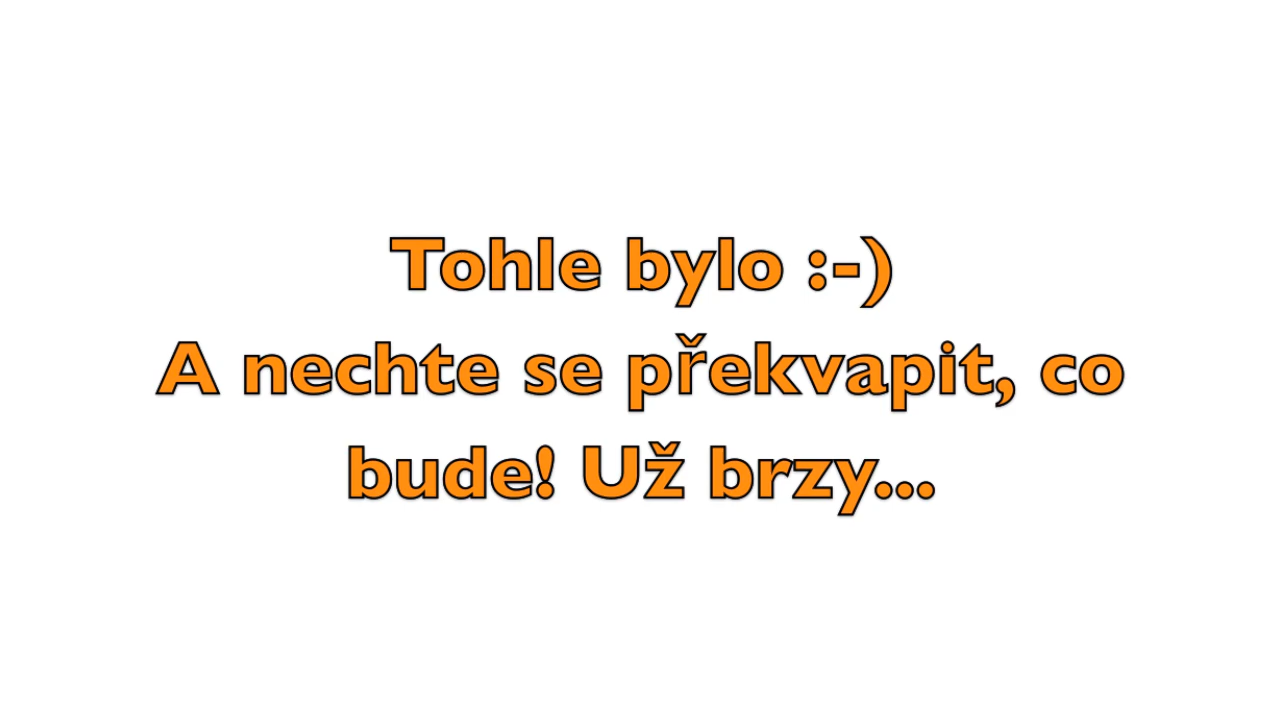 Tohle bylo :-)
A nechte se překvapit, co
bude! Už brzy...